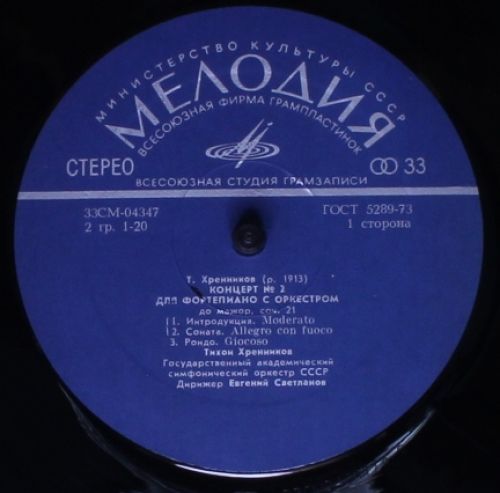 МИНИСТЕРСТВО КУЛЬТУРЫ СССР
МЕЛОДИЯ
ВСЕСОЮЗНАЯ ФИРМА ГРАМПЛАСТИНОК
СТЕРЕО 33
ВСЕСОЮЗНАЯ СТУДИЯ ГРАМЗАПИСИ
33СМ-04347 ГОСТ 5289-73
2 гр. 1-20 1 сторона
Т. Хренников (р. 1913)
КОНЦЕРТ № 2
ДЛЯ ФОРТЕПИАНО С ОРКЕСТРОМ
до мажор, соч. 21
1. Интродукция. Moderato
2. Соната. Allegro con fuoco
3. Рондо. Giocoso
Тихон Хренников
Государственный академический
симфонический оркестр СССР
Дирижер Евгений Светланов